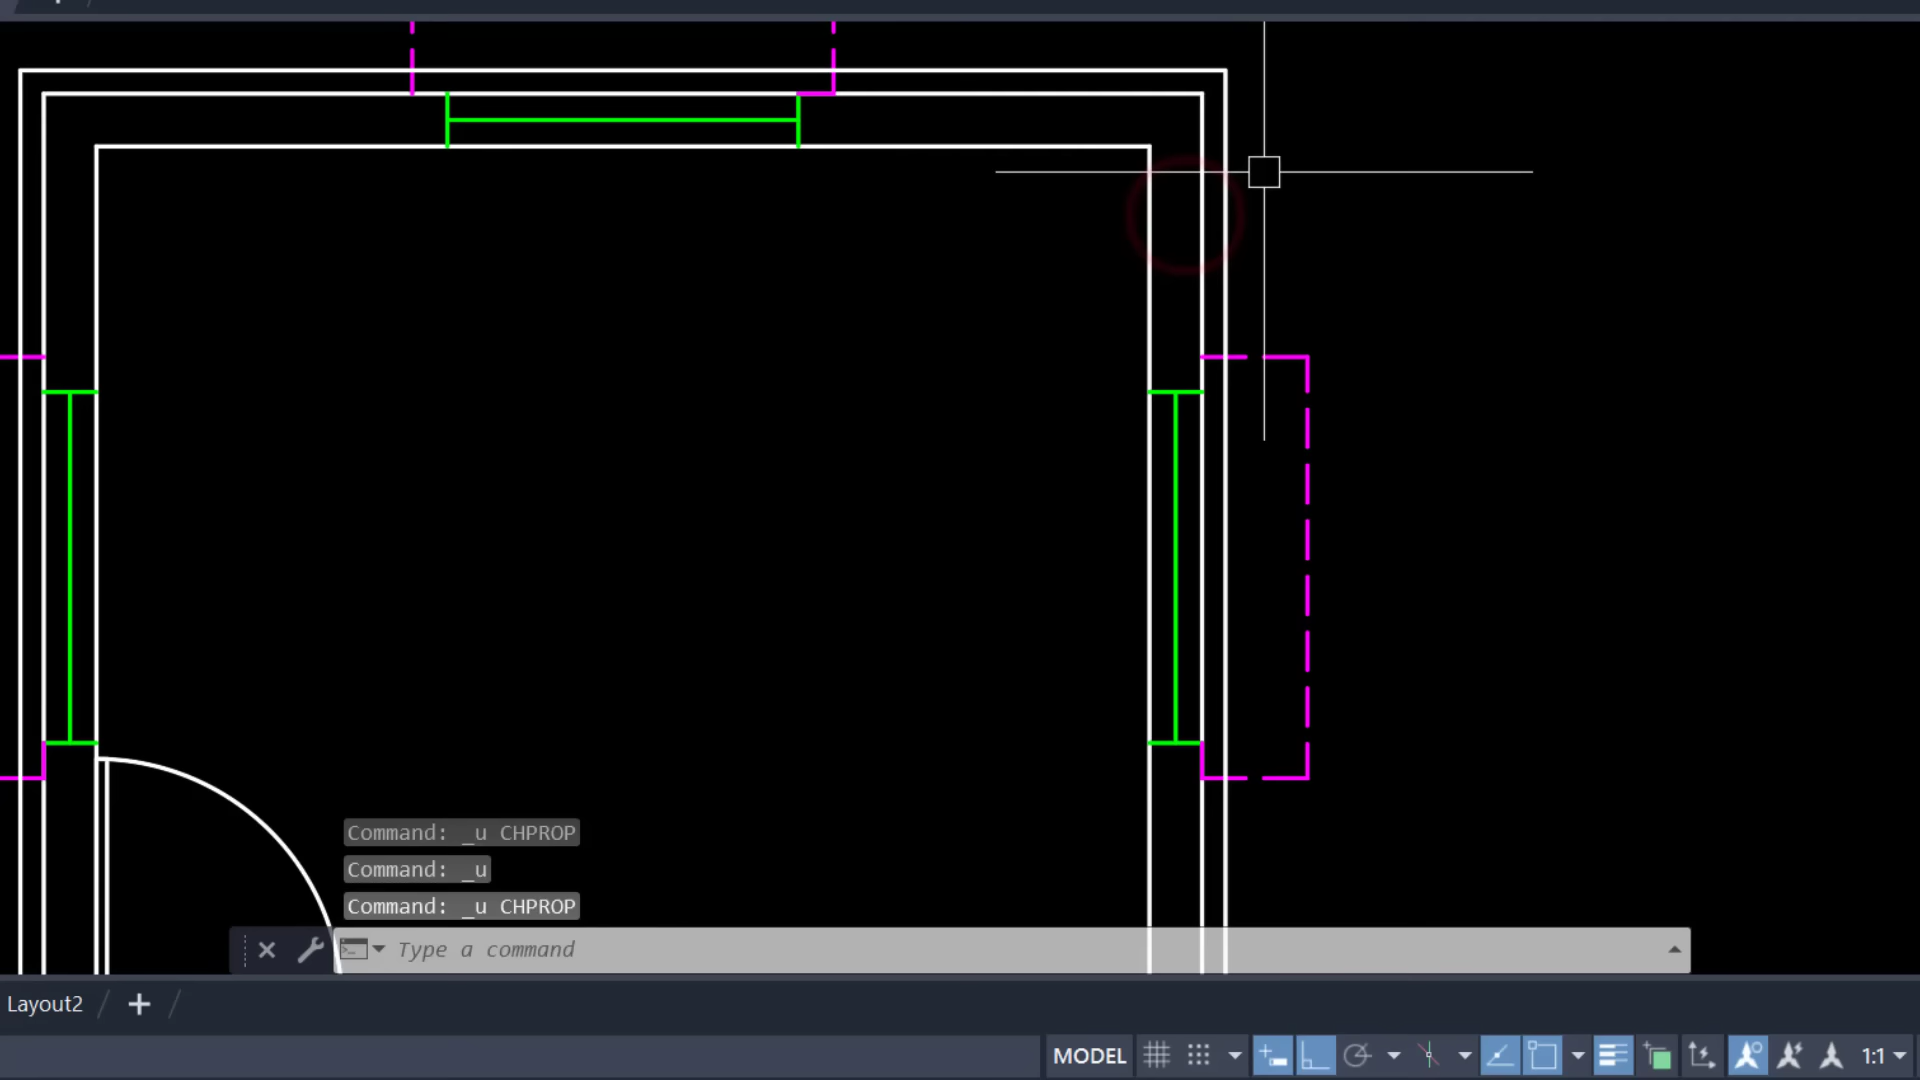 Command: _u CHPROP
Command: _u
Command: _u CHPROP
Type a command
Layout2
MODEL
1:1